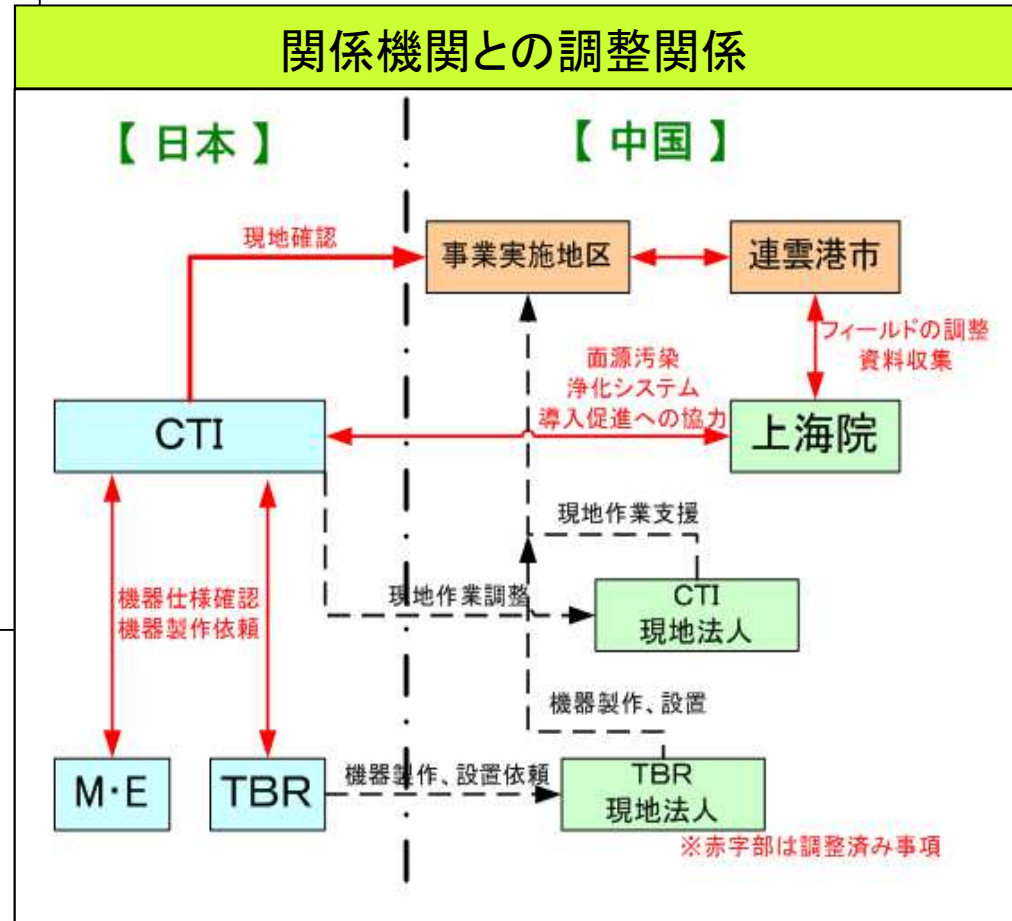 関係機関との調整関係
【 日本 】
【 中国 】
現地確認
事業実施地区
連雲港市
フィールドの調整
資料収集
面源汚染
浄化システム
導入促進への協力
CTI
上海院
現地作業支援
機器仕様確認
機器製作依頼
現地作業調整
CTI
現地法人
機器製作、設置
M・E
TBR
機器製作、設置依頼
TBR
現地法人
※赤字部は調整済み事項